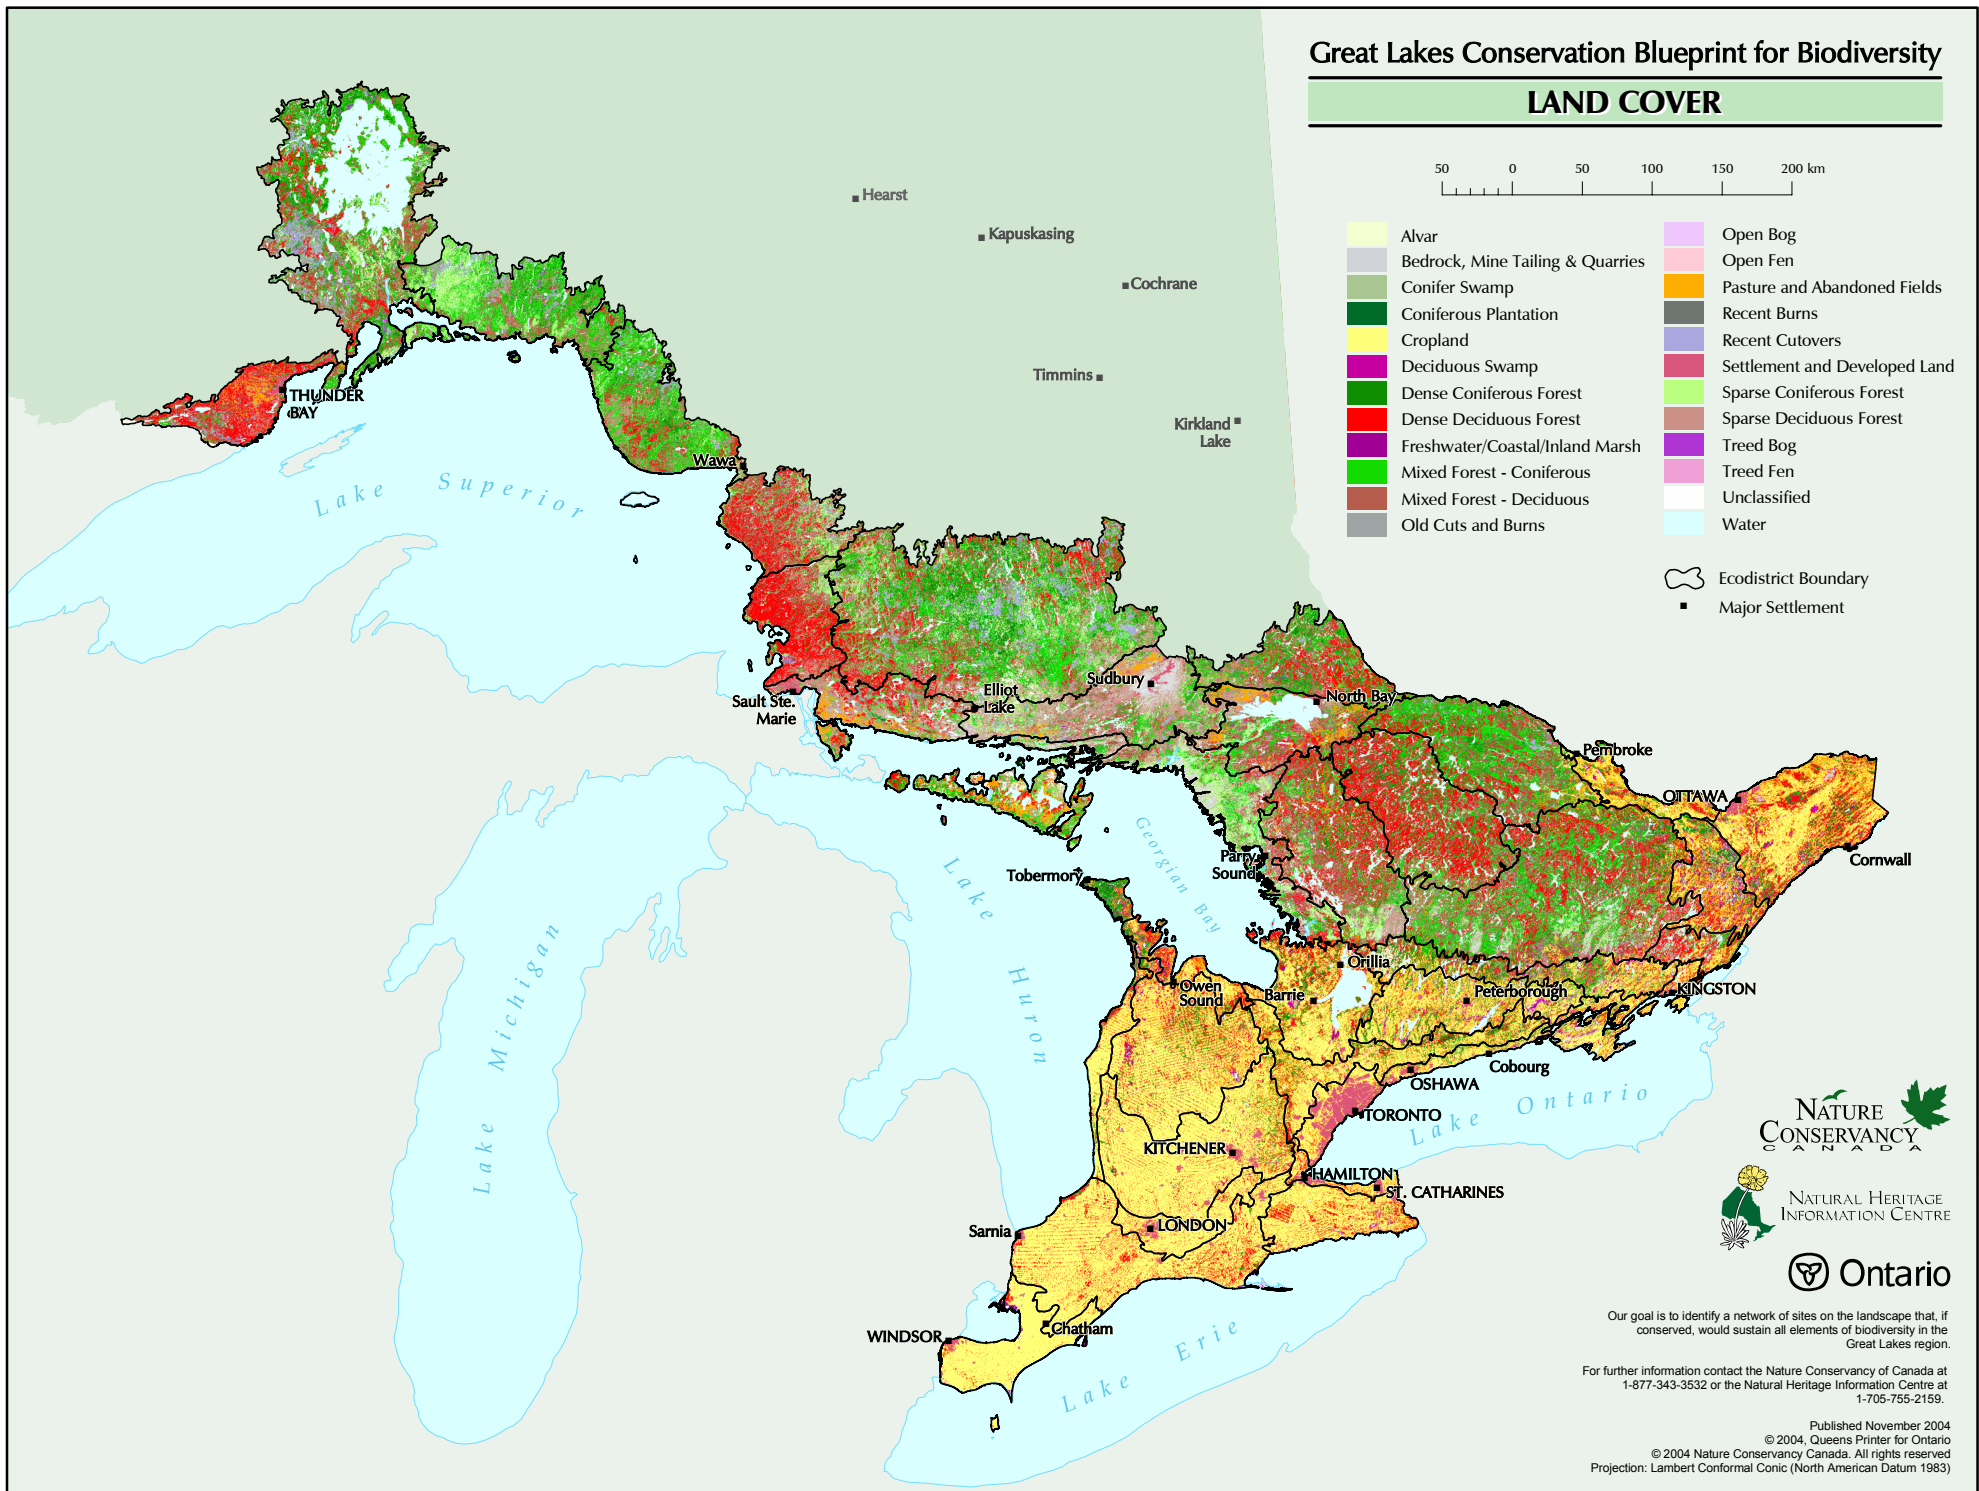 Great Lakes Conservation Blueprint for Biodiversity
LAND COVER
50 0 50 100 150 200 km
Alvar
Bedrock, Mine Tailing & Quarries
Conifer Swamp
Coniferous Plantation
Cropland
Deciduous Swamp
Dense Coniferous Forest
Dense Deciduous Forest
Freshwater/Coastal/Inland Marsh
Mixed Forest - Coniferous
Mixed Forest - Deciduous
Old Cuts and Burns
Open Bog
Open Fen
Pasture and Abandoned Fields
Recent Burns
Recent Cutovers
Settlement and Developed Land
Sparse Coniferous Forest
Sparse Deciduous Forest
Treed Bog
Treed Fen
Unclassified
Water
Ecodistrict Boundary
Major Settlement
Hearst
Kapuskasing
Cochrane
Timmins
Kirkland
Lake
THUNDER
BAY
Wawa
Lake Superior
Sault Ste.
Marie
Elliot
Lake
Sudbury
North Bay
Pembroke
OTTAWA
Cornwall
Parry
Sound
Georgian Bay
Tobermory
Lake Huron
Lake Michigan
Owen
Sound
Orillia
Barrie
Peterborough
KINGSTON
Cobourg
OSHAWA
TORONTO
Lake Ontario
KITCHENER
HAMILTON
ST. CATHARINES
LONDON
Sarnia
WINDSOR
Chatham
Lake Erie
NATURE
CONSERVANCY
CANADA
NATURAL HERITAGE
INFORMATION CENTRE
Ontario
Our goal is to identify a network of sites on the landscape that, if
conserved, would sustain all elements of biodiversity in the
Great Lakes region.
For further information contact the Nature Conservancy of Canada at
1-877-343-3532 or the Natural Heritage Information Centre at
1-705-755-2159.
Published November 2004
© 2004, Queens Printer for Ontario
© 2004 Nature Conservancy Canada. All rights reserved
Projection: Lambert Conformal Conic (North American Datum 1983)